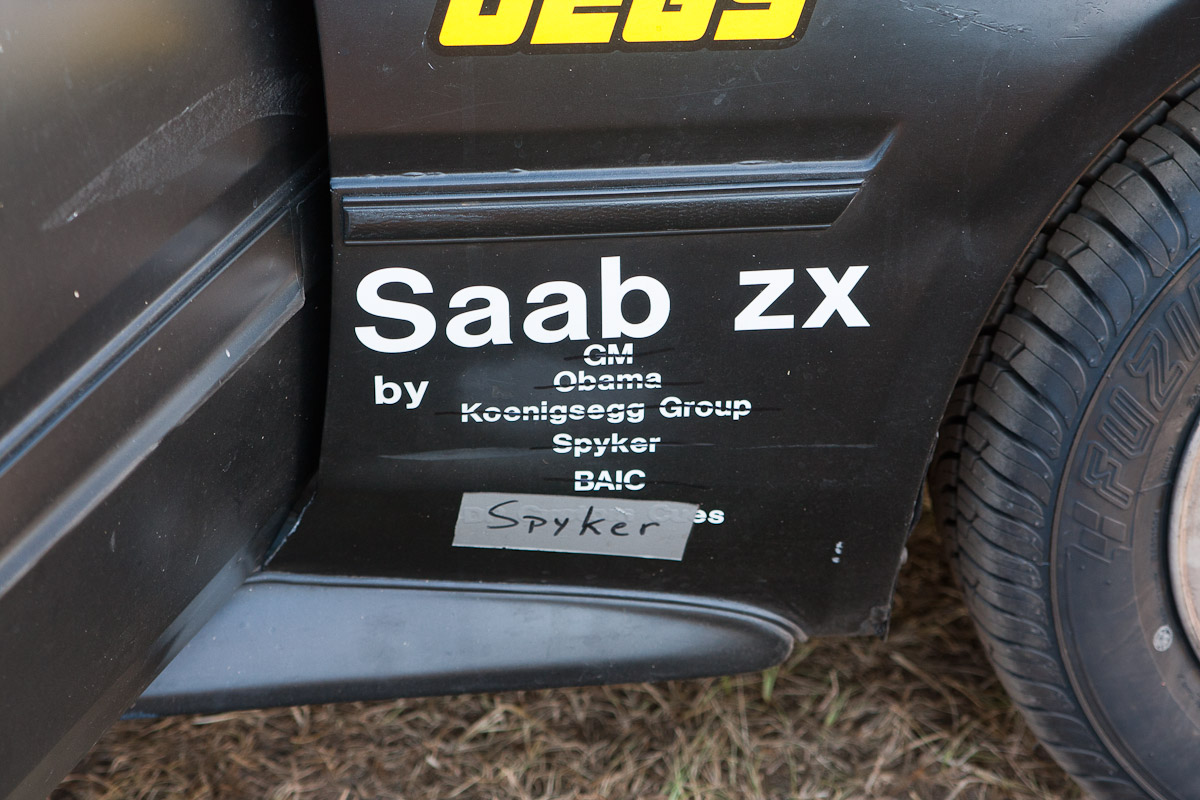 Saab ZX
GM
by
Obama
Koenigsegg Group
Spyker
BAIC
Spyker